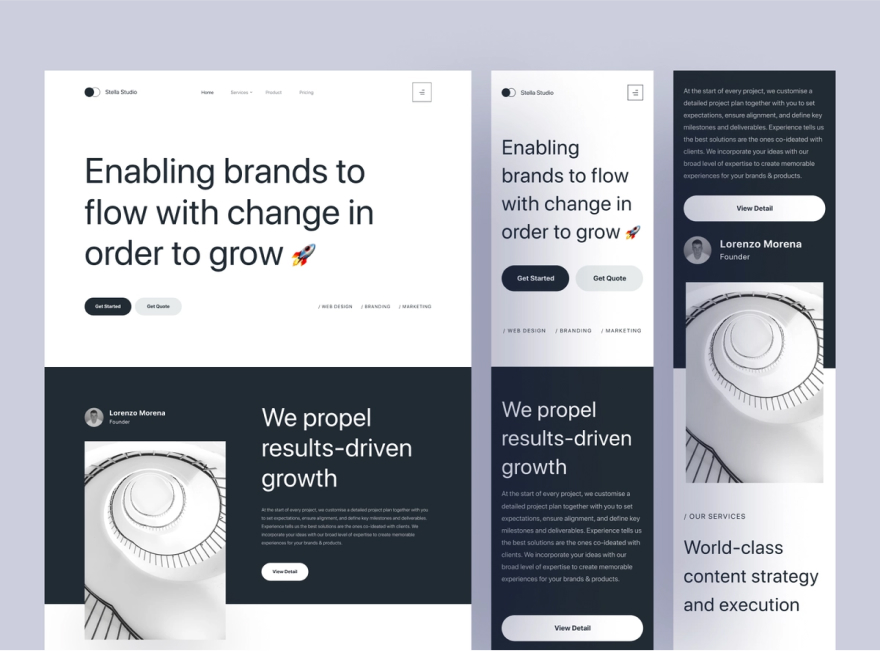 Stella Studio
Home
Services
Product
Pricing
Enabling brands to
flow with change in
order to grow 🚀
Get Started
Get Quote
/ WEB DESIGN
/ BRANDING
/ MARKETING
Lorenzo Morena
Founder
We propel
results-driven
growth
At the start of every project, we customise a detailed project plan together with you
to set expectations, ensure alignment, and define key milestones and deliverables.
Experience tells us the best solutions are the ones co-ideated with clients. We
incorporate your ideas with our broad level of expertise to create memorable
experiences for your brands & products.
View Detail
Stella Studio
Enabling
brands to flow
with change in
order to grow 🚀
Get Started
Get Quote
/ WEB DESIGN
/ BRANDING
/ MARKETING
We propel
results-driven
growth
At the start of every project, we customise a
detailed project plan together with you to set
expectations, ensure alignment, and define key
milestones and deliverables. Experience tells us
the best solutions are the ones co-ideated with
clients. We incorporate your ideas with our
broad level of expertise to create memorable
experiences for your brands & products.
View Detail
At the start of every project, we customise a
detailed project plan together with you to set
expectations, ensure alignment, and define key
milestones and deliverables. Experience tells us
the best solutions are the ones co-ideated with
clients. We incorporate your ideas with our
broad level of expertise to create memorable
experiences for your brands & products.
View Detail
Lorenzo Morena
Founder
/ OUR SERVICES
World-class
content strategy
and execution